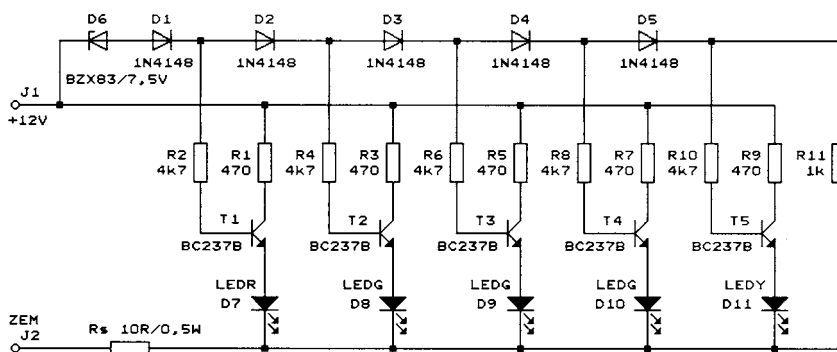 D6 D1 D2 D3 D4 D5
1N4148 1N4148 1N4148 1N4148 1N4148
BZX83/7,5V
J1
+12V
R2 R1 R4 R3 R6 R5 R8 R7 R10 R9 R11
4k7 470 4k7 470 4k7 470 4k7 470 4k7 470 1k
T1 T2 T3 T4 T5
BC237B BC237B BC237B BC237B BC237B
LEDR LEDG LEDG LEDG LEDY
D7 D8 D9 D10 D11
ZEM
J2
Rs 10R/0,5W